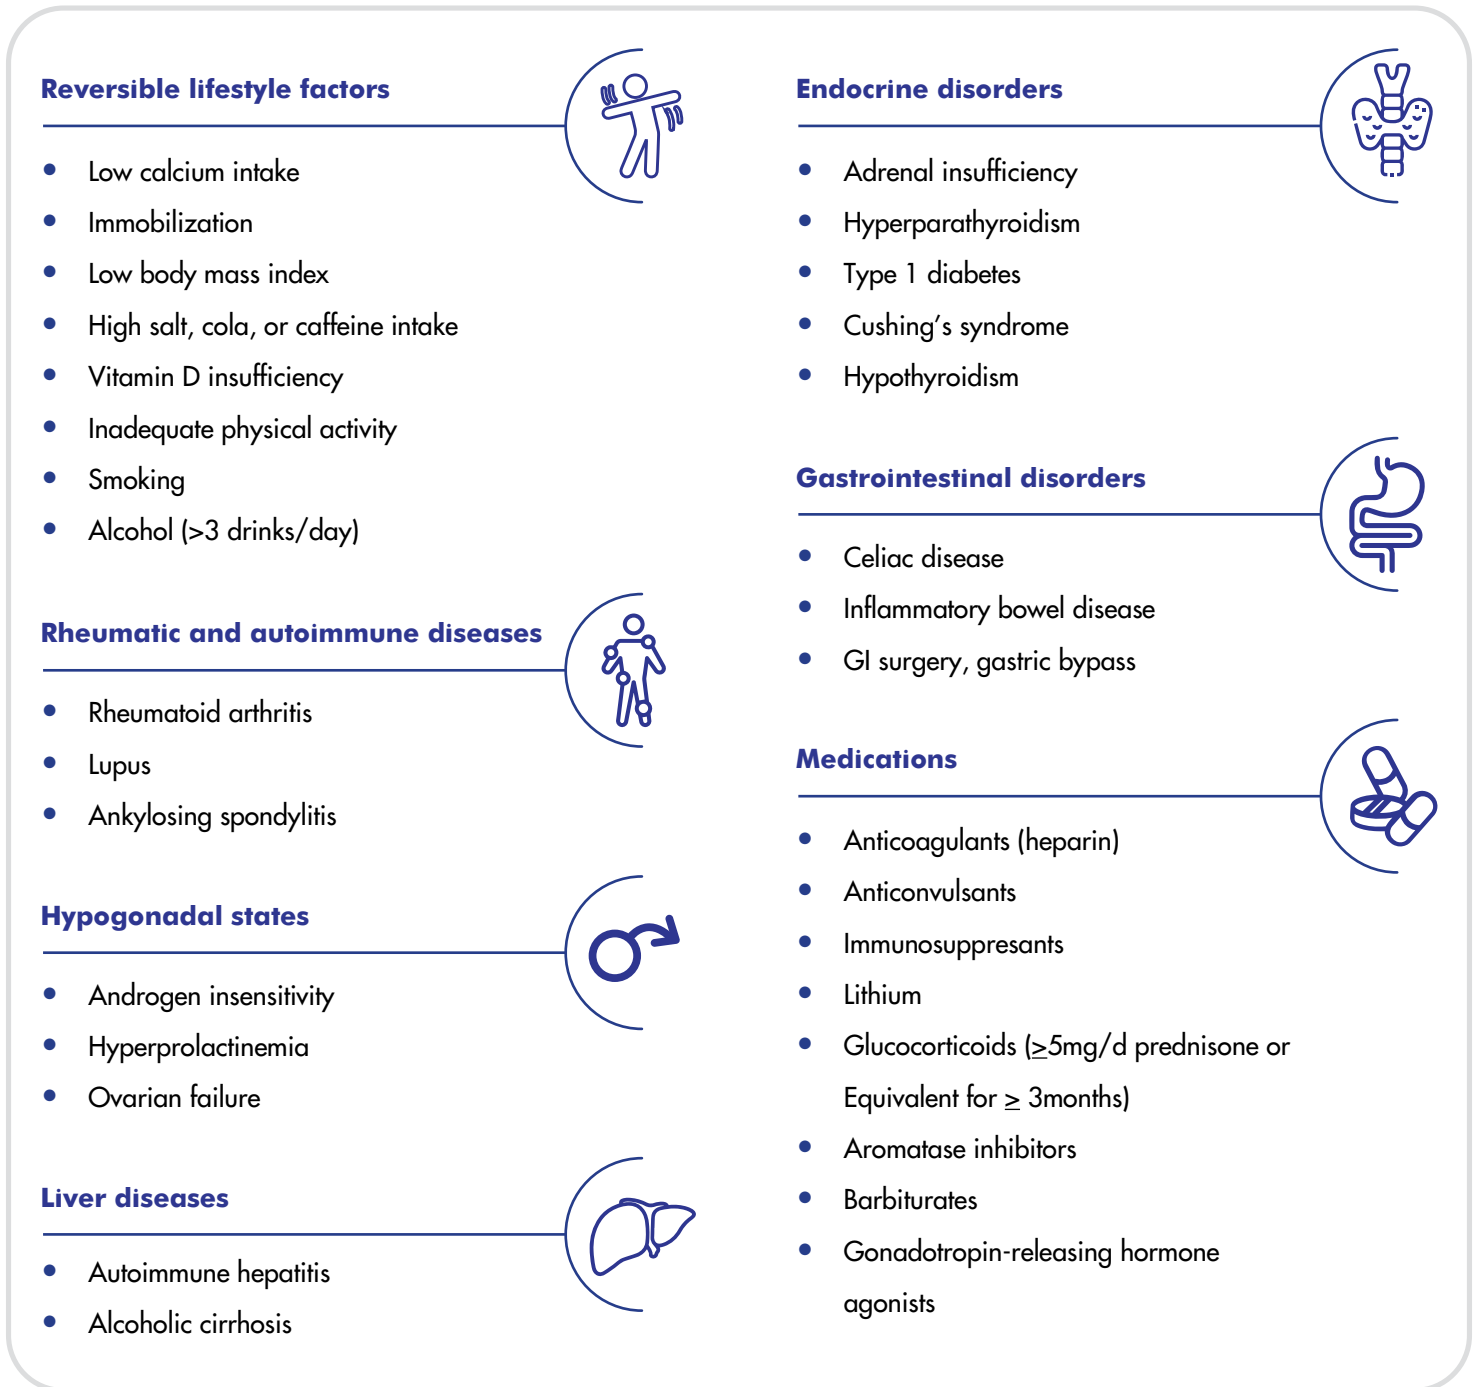 Reversible lifestyle factors
• Low calcium intake
• Immobilization
• Low body mass index
• High salt, cola, or caffeine intake
• Vitamin D insufficiency
• Inadequate physical activity
• Smoking
• Alcohol (>3 drinks/day)
Rheumatic and autoimmune diseases
• Rheumatoid arthritis
• Lupus
• Ankylosing spondylitis
Hypogonadal states
• Androgen insensitivity
• Hyperprolactinemia
• Ovarian failure
Liver diseases
• Autoimmune hepatitis
• Alcoholic cirrhosis
Endocrine disorders
• Adrenal insufficiency
• Hyperparathyroidism
• Type 1 diabetes
• Cushing's syndrome
• Hypothyroidism
Gastrointestinal disorders
• Celiac disease
• Inflammatory bowel disease
• GI surgery, gastric bypass
Medications
• Anticoagulants (heparin)
• Anticonvulsants
• Immunosuppresants
• Lithium
• Glucocorticoids (≥5mg/d prednisone or
Equivalent for ≥ 3months)
• Aromatase inhibitors
• Barbiturates
• Gonadotropin-releasing hormone
agonists